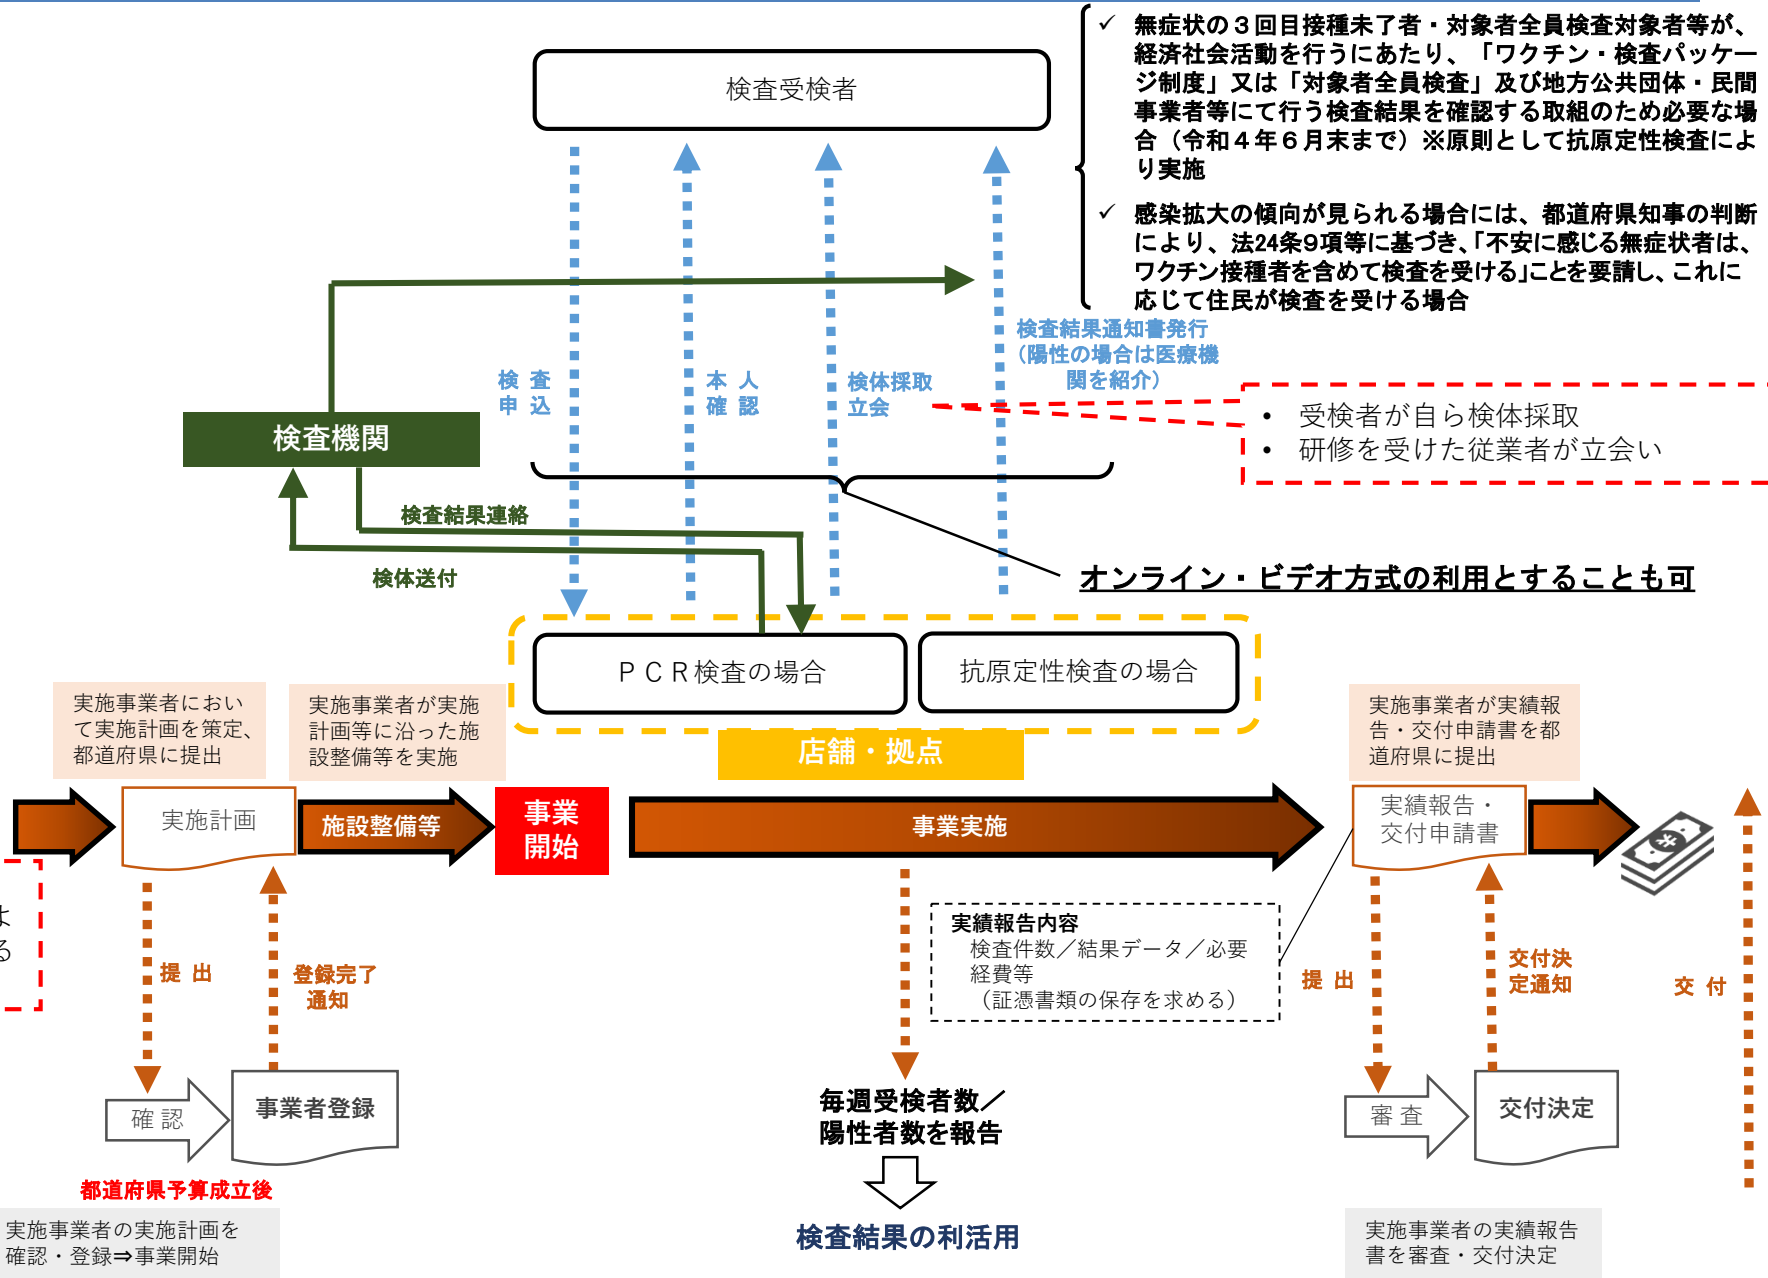 ✓ 無症状の３回目接種未了者・対象者全員検査対象者等が、
経済社会活動を行うにあたり、「ワクチン・検査パッケー
ジ制度」又は「対象者全員検査」及び地方公共団体・民間
事業者等にて行う検査結果を確認する取組のため必要な場
合（令和４年６月末まで）※原則として抗原定性検査によ
り実施
✓ 感染拡大の傾向が見られる場合には、都道府県知事の判断
により、法24条9項等に基づき、「不安に感じる無症状者は、
ワクチン接種者を含めて検査を受ける」ことを要請し、これに
応じて住民が検査を受ける場合
検査受検者
検査結果通知書発行
（陽性の場合は医療機
関を紹介）
検 査
申 込
本 人
確 認
検体採取
立会
• 受検者が自ら検体採取
• 研修を受けた従業者が立会い
検査機関
検査結果連絡
検体送付
オンライン・ビデオ方式の利用とすることも可
ＰＣＲ検査の場合
抗原定性検査の場合
店舗・拠点
実施事業者におい
て実施計画を策定、
都道府県に提出
実施事業者が実施
計画等に沿った施
設整備等を実施
実施事業者が実績報
告・交付申請書を都
道府県に提出
実施計画
施設整備等
事業
開始
事業実施
実績報告・
交付申請書
よ
る
提 出
登録完了
通知
実績報告内容
検査件数／結果データ／必要
経費等
（証憑書類の保存を求める）
提 出
交付決
定通知
交 付
確 認
事業者登録
毎週受検者数／
陽性者数を報告
審 査
交付決定
都道府県予算成立後
実施事業者の実施計画を
確認・登録⇒事業開始
検査結果の利活用
実施事業者の実績報告
書を審査・交付決定